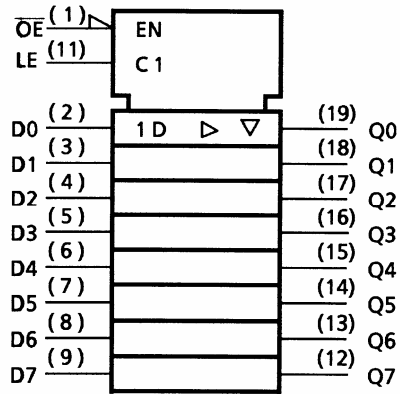 OE (1) EN
LE (11) C1
D0 (2) 1D (19) Q0
D1 (3) (18) Q1
D2 (4) (17) Q2
D3 (5) (16) Q3
D4 (6) (15) Q4
D5 (7) (14) Q5
D6 (8) (13) Q6
D7 (9) (12) Q7